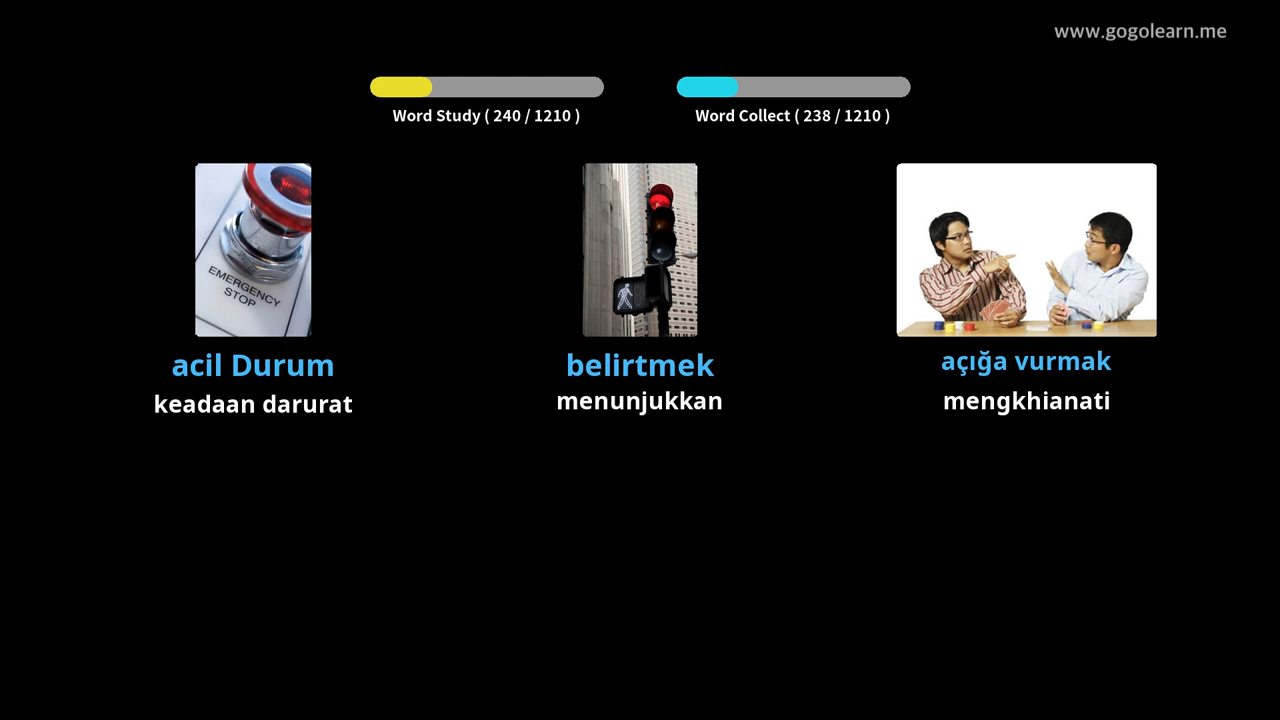 www.gogolearn.me
Word Study ( 240 / 1210 )
Word Collect ( 238 / 1210 )
EMERGENCY
STOP
acil Durum
keadaan darurat
belirtmek
menunjukkan
açığa vurmak
mengkhianati